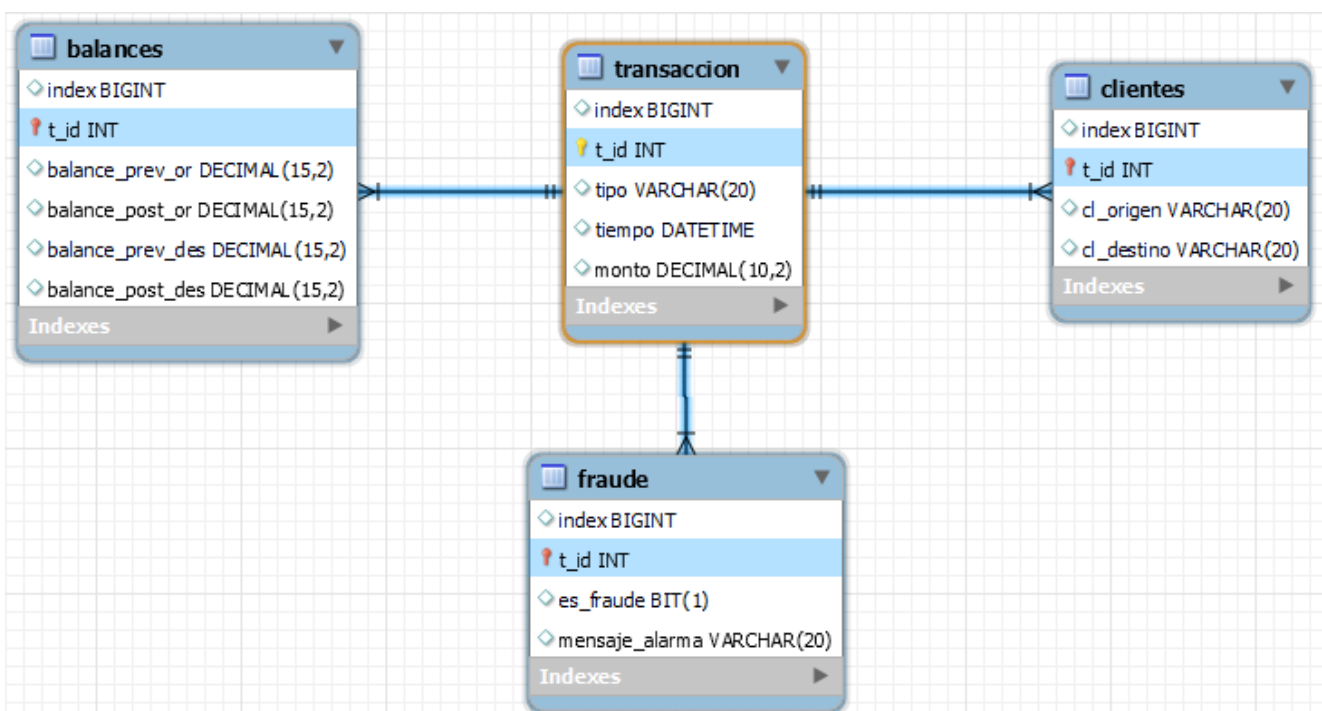 balances
index BIGINT
t_id INT
balance_prev_or DECIMAL(15,2)
balance_post_or DECIMAL(15,2)
balance_prev_des DECIMAL(15,2)
balance_post_des DECIMAL(15,2)
Indexes
transaccion
index BIGINT
t_id INT
tipo VARCHAR(20)
tiempo DATETIME
monto DECIMAL(10,2)
Indexes
clientes
index BIGINT
t_id INT
cl_origen VARCHAR(20)
cl_destino VARCHAR(20)
Indexes
fraude
index BIGINT
t_id INT
es_fraude BIT(1)
mensaje_alarma VARCHAR(20)
Indexes